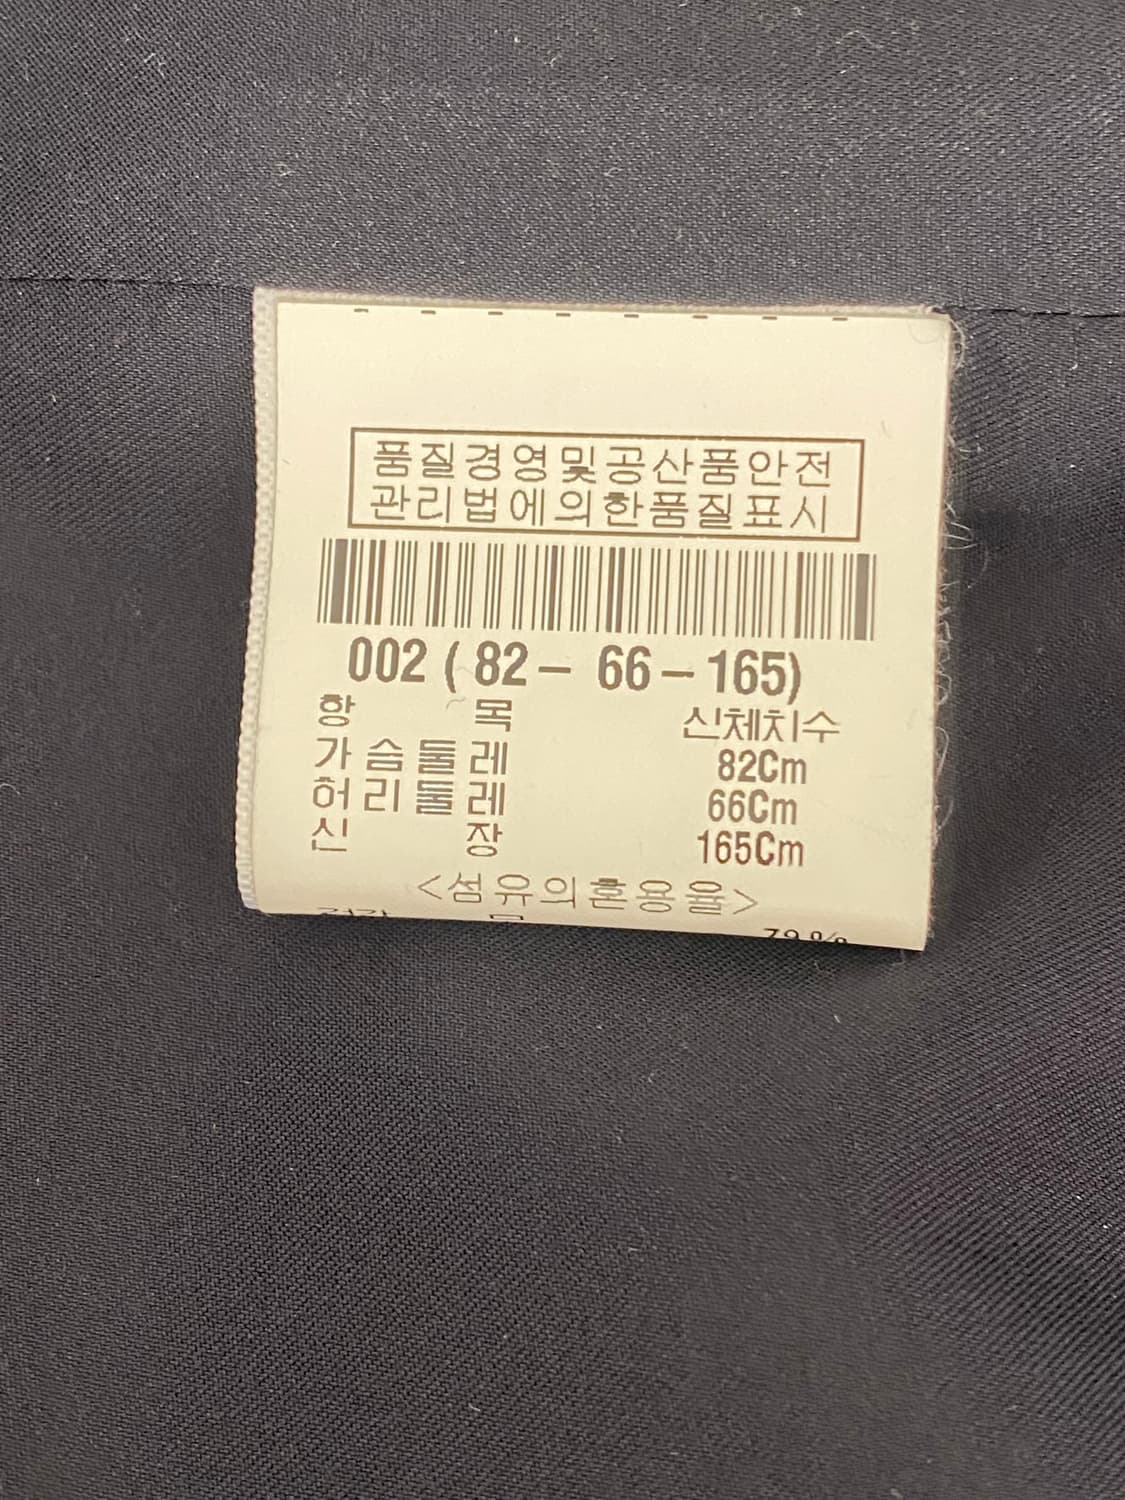 품질경영및공산품안전
관리법에의한품질표시
002 ( 82 - 66 - 165)
항 목 신체치수
가슴둘레 82Cm
허리둘레 66Cm
신 장 165Cm
<섬유의혼용율>